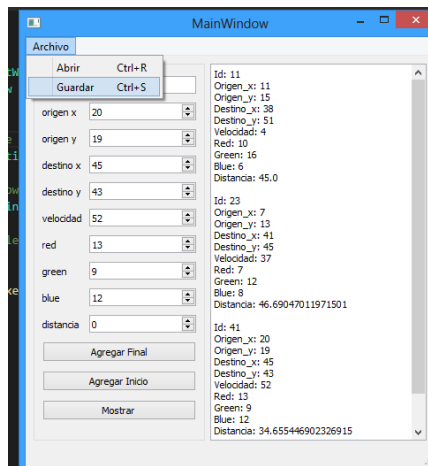 MainWindow
Archivo
Abrir Ctrl+R
Guardar Ctrl+S
origen x 20
origen y 19
destino x 45
destino y 43
velocidad 52
red 13
green 9
blue 12
distancia 0
Agregar Final
Agregar Inicio
Mostrar
Id: 11
Origen_x: 11
Origen_y: 15
Destino_x: 38
Destino_y: 51
Velocidad: 4
Red: 10
Green: 16
Blue: 6
Distancia: 45.0
Id: 23
Origen_x: 7
Origen_y: 13
Destino_x: 41
Destino_y: 45
Velocidad: 37
Red: 7
Green: 12
Blue: 8
Distancia: 46.69047011971501
Id: 41
Origen_x: 20
Origen_y: 19
Destino_x: 45
Destino_y: 43
Velocidad: 52
Red: 13
Green: 9
Blue: 12
Distancia: 34.655446902326915